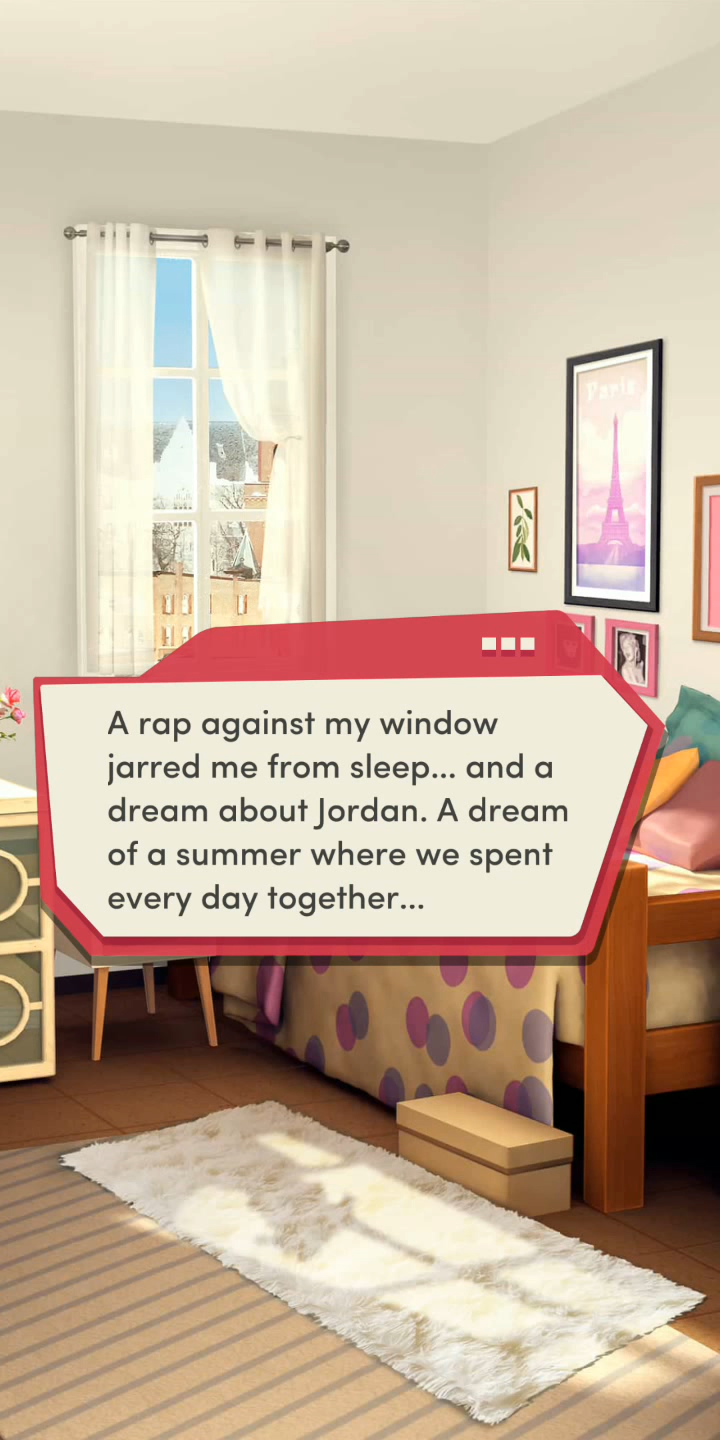 Paris
A rap against my window
jarred me from sleep... and a
dream about Jordan. A dream
of a summer where we spent
every day together...